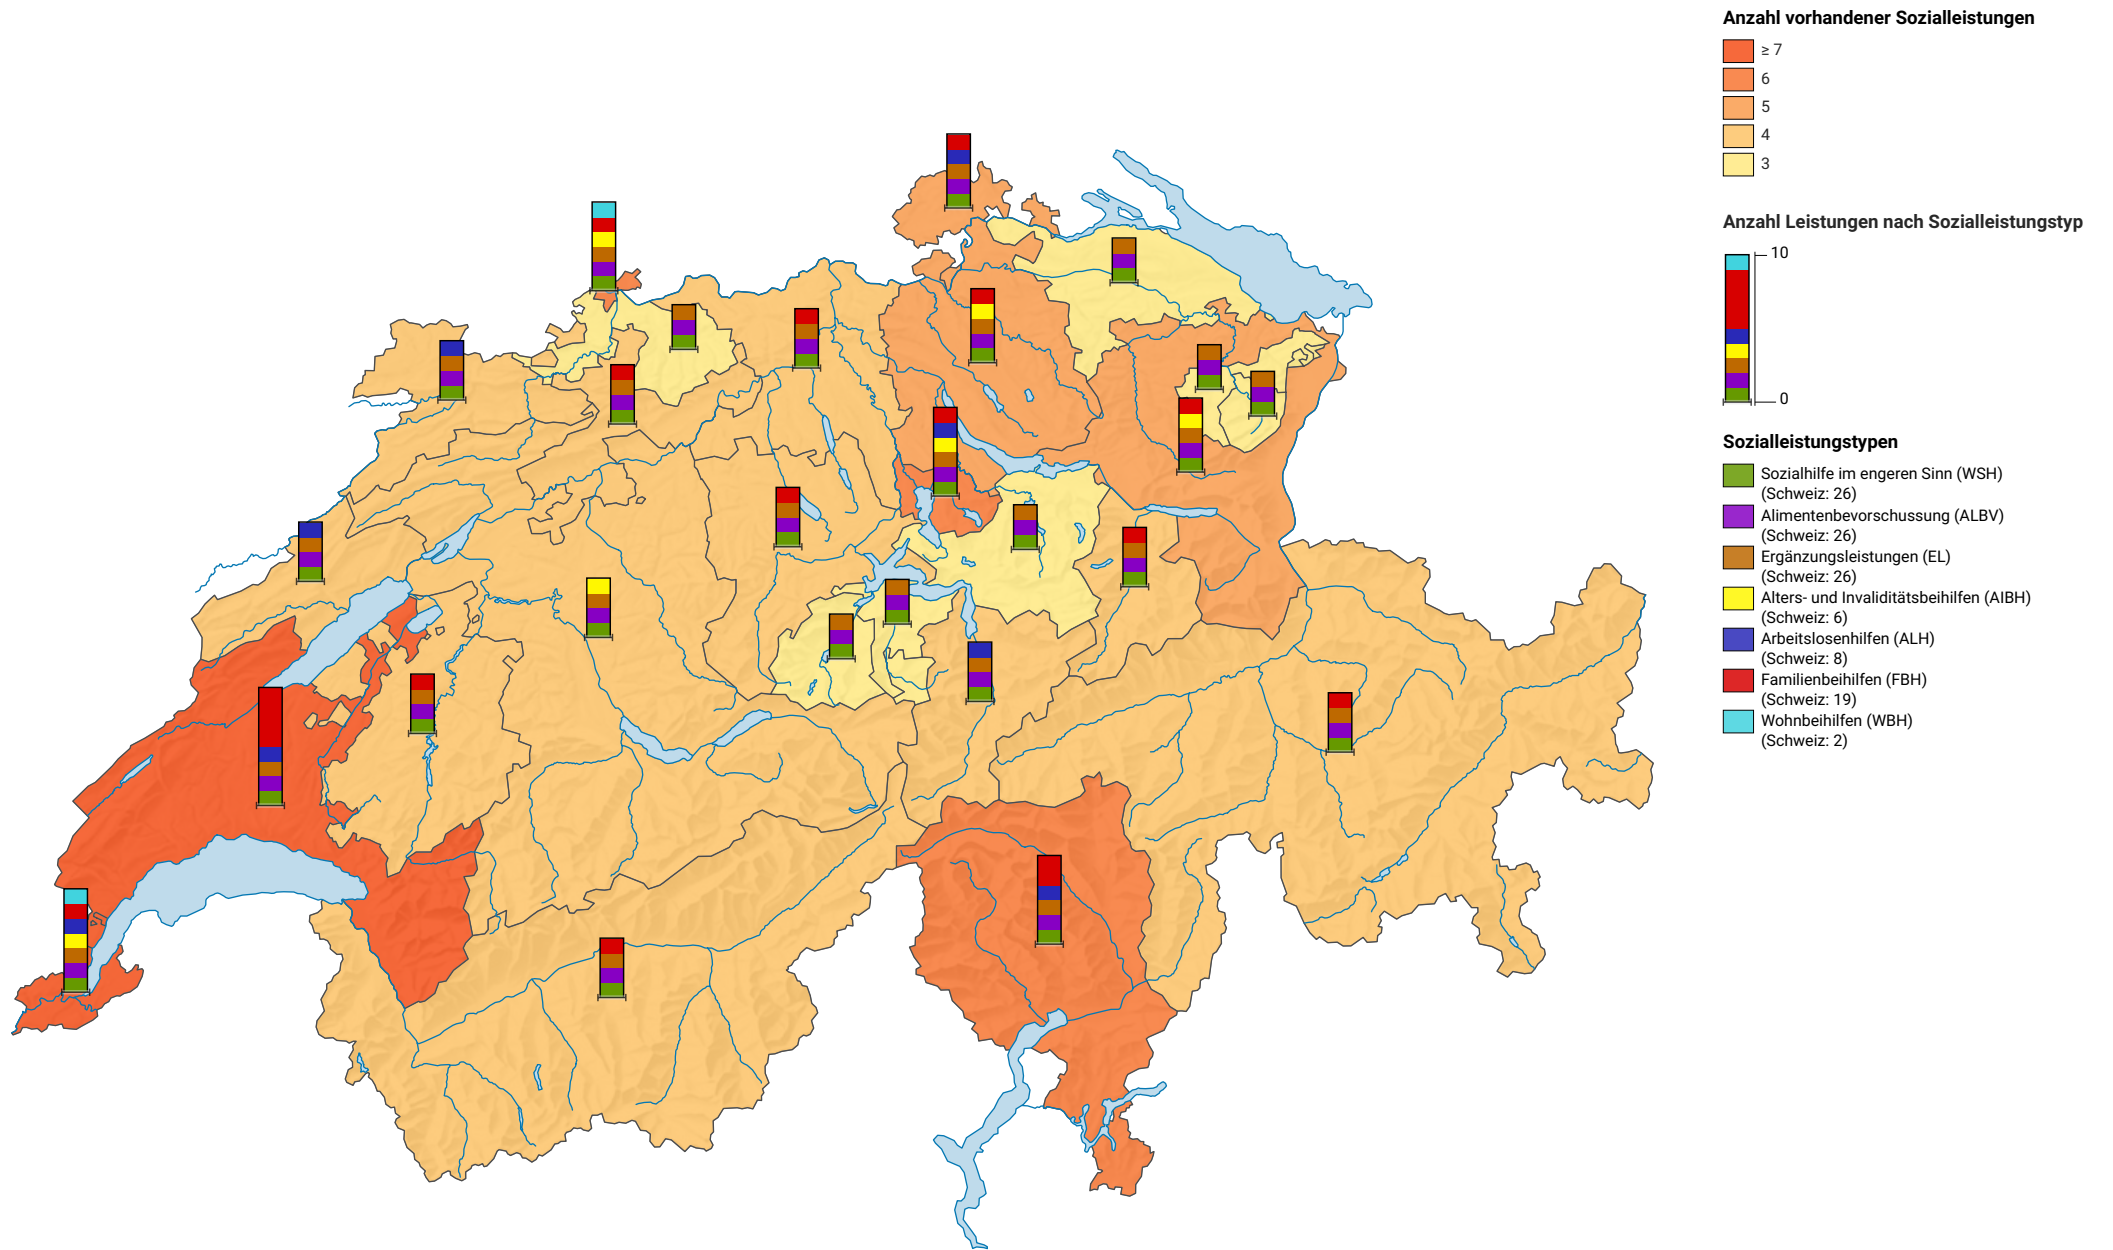 Anzahl vorhandener Sozialleistungen
≥ 7
6
5
4
3
Anzahl Leistungen nach Sozialleistungstyp
10
0
Sozialleistungstypen
Sozialhilfe im engeren Sinn (WSH)
(Schweiz: 26)
Alimentenbevorschussung (ALBV)
(Schweiz: 26)
Ergänzungsleistungen (EL)
(Schweiz: 26)
Alters- und Invaliditätsbeihilfen (AIBH)
(Schweiz: 6)
Arbeitslosenhilfen (ALH)
(Schweiz: 8)
Familienbeihilfen (FBH)
(Schweiz: 19)
Wohnbeihilfen (WBH)
(Schweiz: 2)